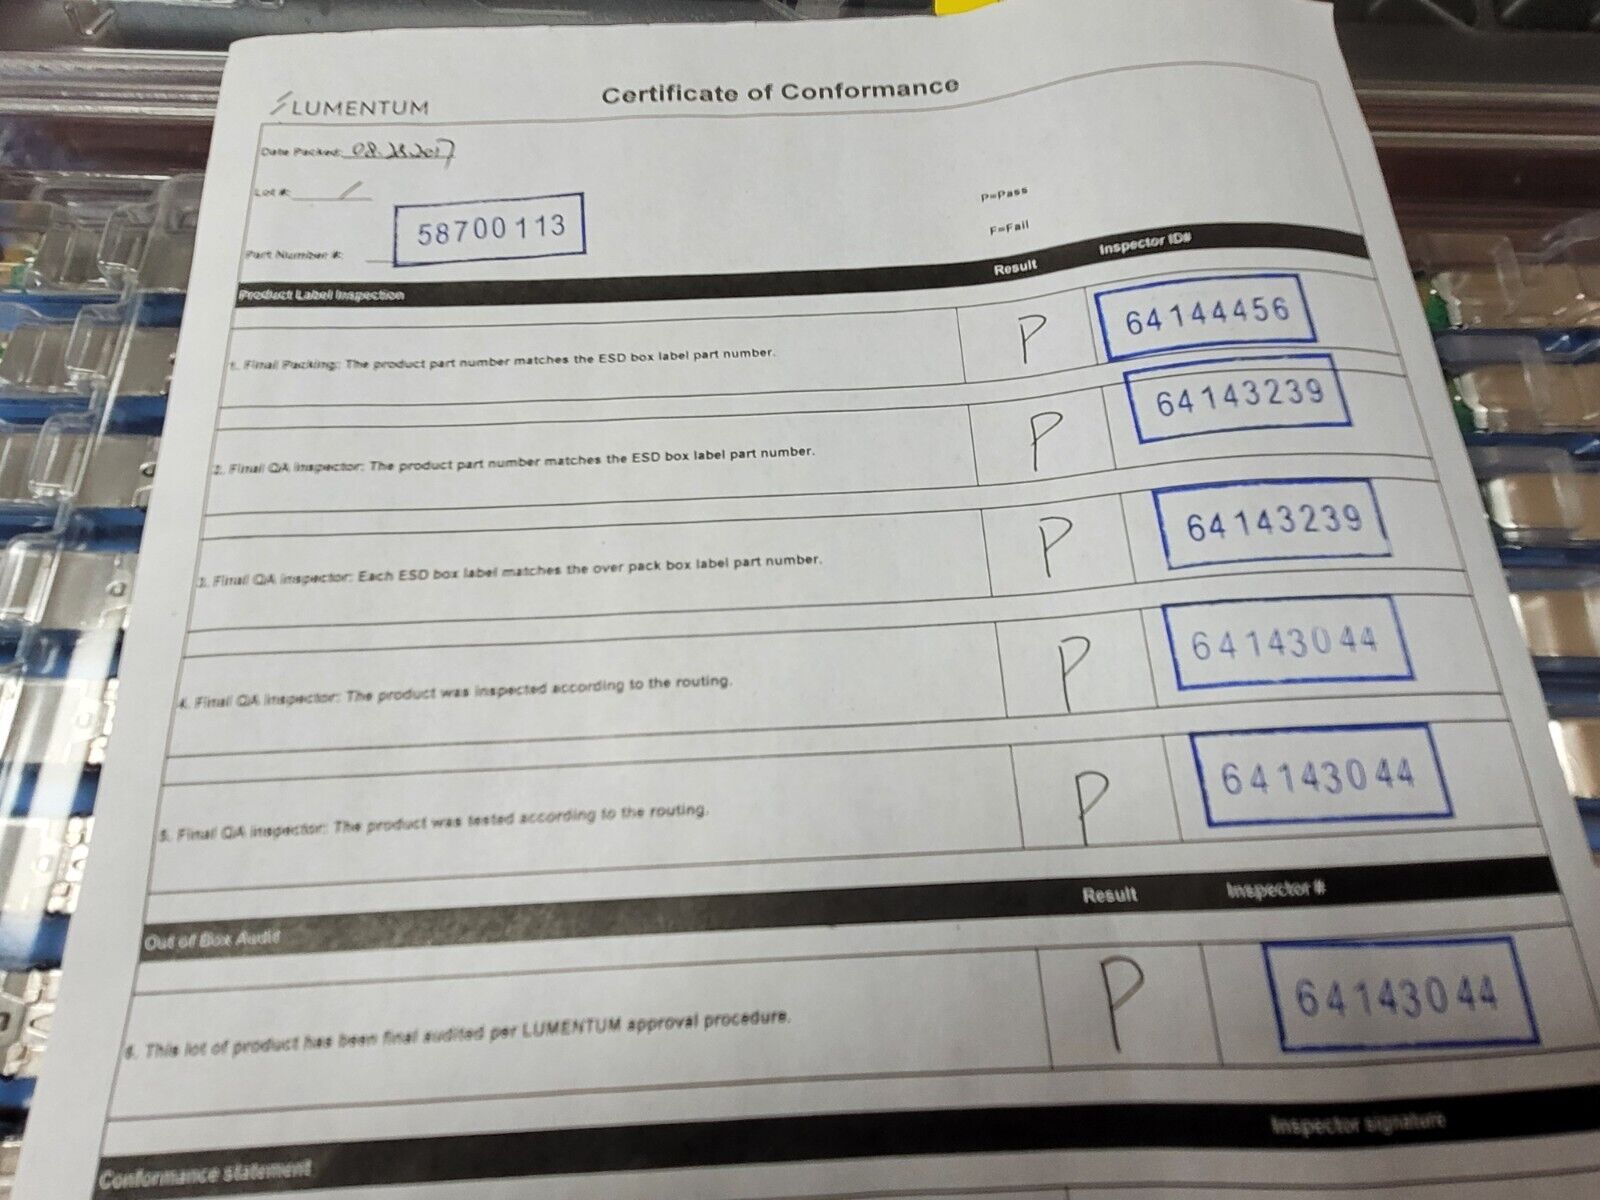 LUMENTUM
Certificate of Conformance
Date Packed: 08.28.2017
Lot #: /
P=Pass
Part Number #: 58700113
F=Fail
Product Label Inspection Result Inspector ID#
1. Final Packing: The product part number matches the ESD box label part number. P 64144456
2. Final QA inspector: The product part number matches the ESD box label part number. P 64143239
3. Final QA inspector: Each ESD box label matches the over pack box label part number. P 64143239
4. Final QA inspector: The product was inspected according to the routing. P 64143044
5. Final QA inspector: The product was tested according to the routing. P 64143044
Out of Box Audit Result Inspector #
6. This lot of product has been final audited per LUMENTUM approval procedure. P 64143044
Conformance statement Inspector signature